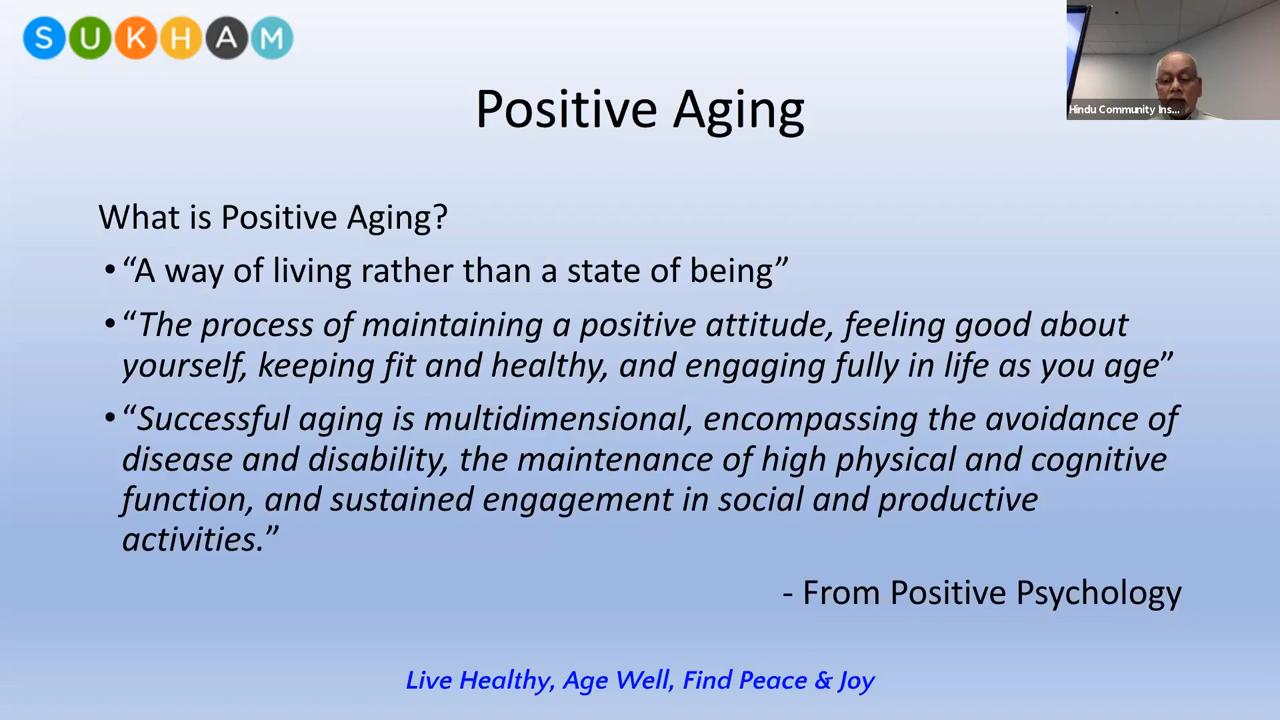 SUKHAM
Hindu Community Ins...
Positive Aging
What is Positive Aging?
•“A way of living rather than a state of being”
•“The process of maintaining a positive attitude, feeling good about
yourself, keeping fit and healthy, and engaging fully in life as you age”
•“Successful aging is multidimensional, encompassing the avoidance of
disease and disability, the maintenance of high physical and cognitive
function, and sustained engagement in social and productive
activities.”
- From Positive Psychology
Live Healthy, Age Well, Find Peace & Joy